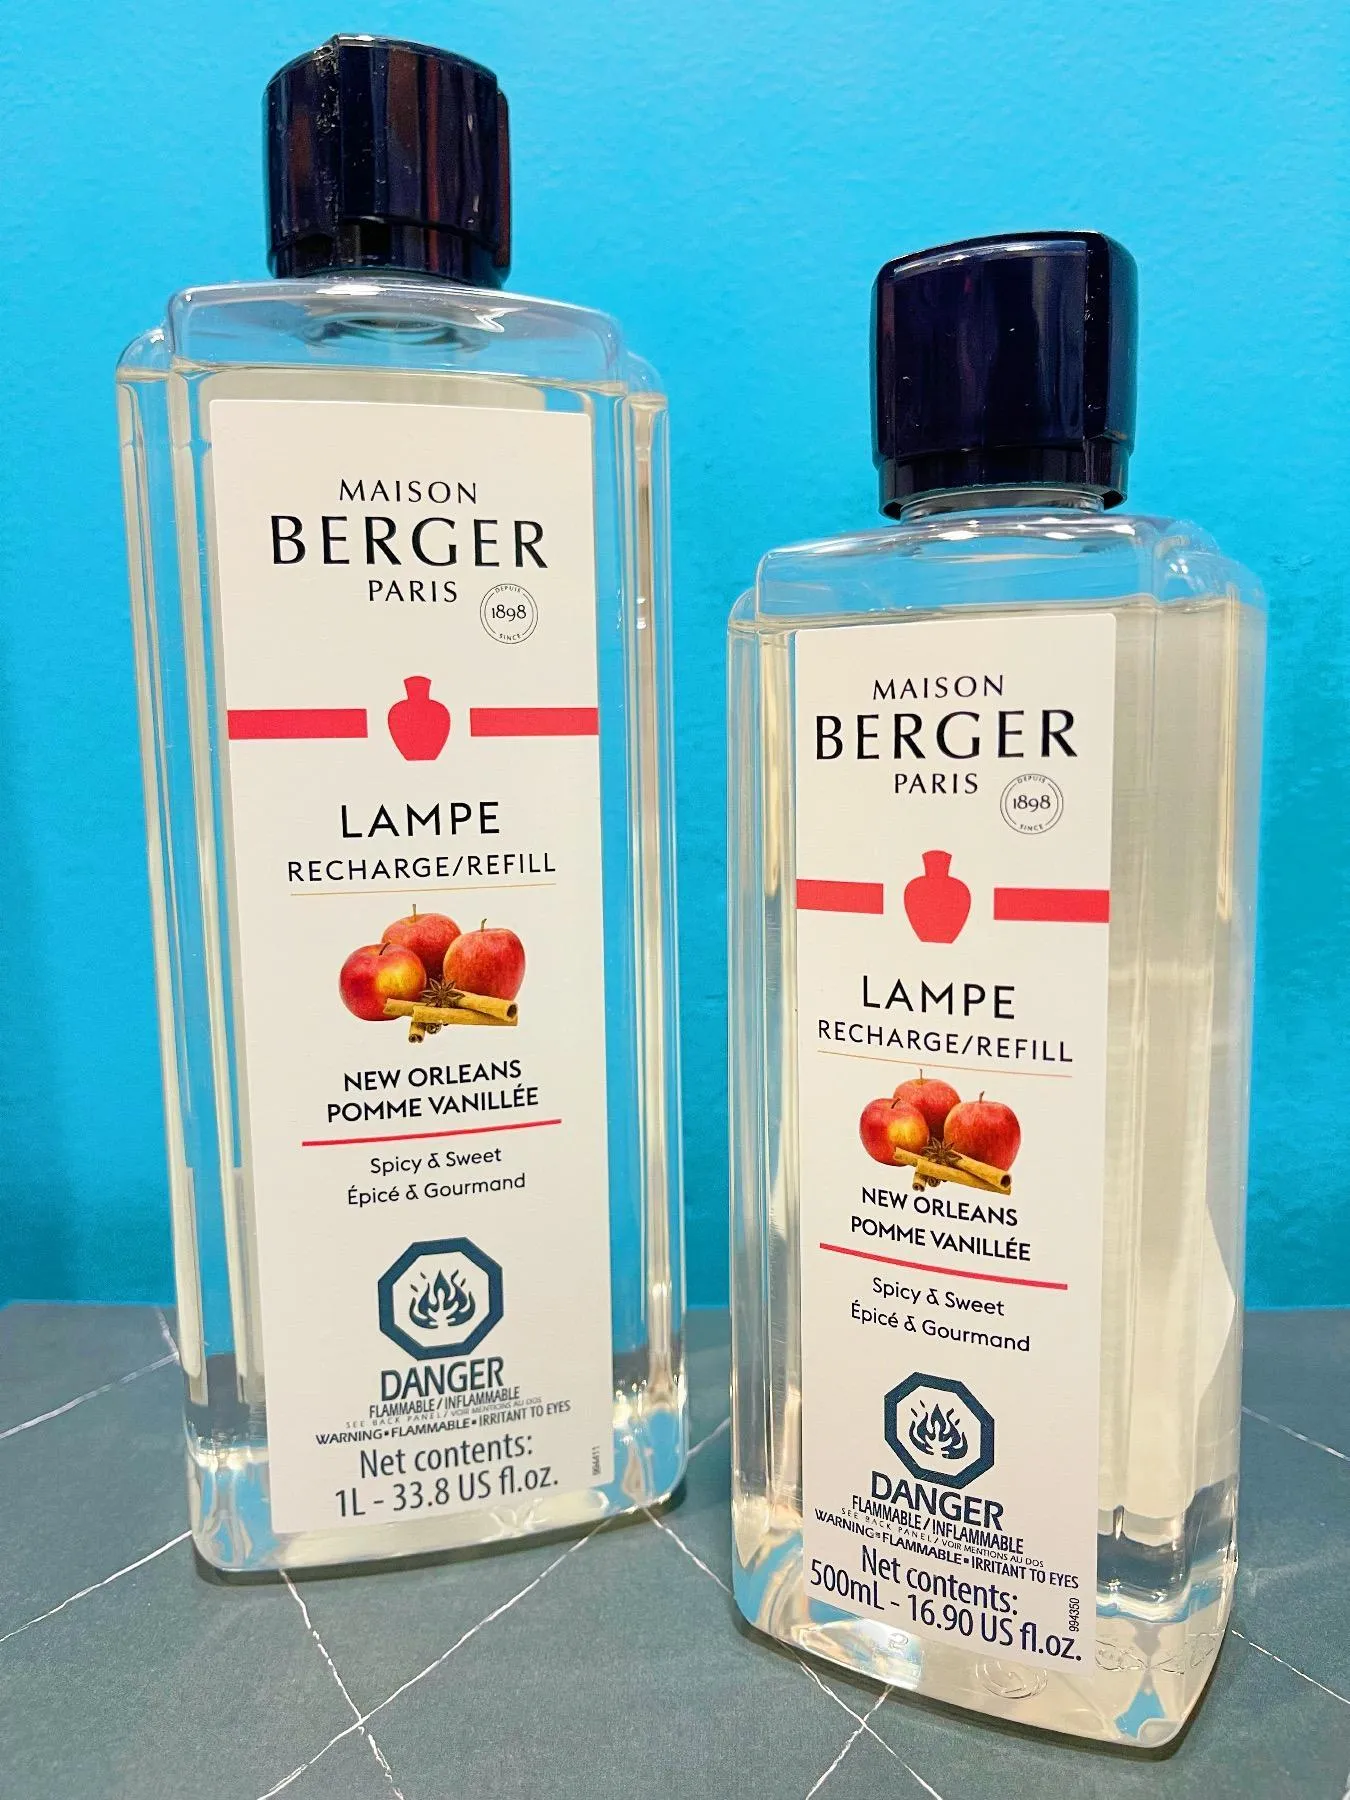 MAISON
BERGER
PARIS
DEPUIS
1898
SINCE
LAMPE
RECHARGE/REFILL
NEW ORLEANS
POMME VANILLÉE
Spicy & Sweet
Épicé & Gourmand
DANGER
FLAMMABLE / INFLAMMABLE
SEE BACK PANEL / VOIR MENTIONS AU DOS
WARNING▪FLAMMABLE▪IRRITANT TO EYES
Net contents:
1L - 33.8 US fl.oz.
994411
MAISON
BERGER
PARIS
DEPUIS
1898
SINCE
LAMPE
RECHARGE/REFILL
NEW ORLEANS
POMME VANILLÉE
Spicy & Sweet
Épicé & Gourmand
DANGER
FLAMMABLE / INFLAMMABLE
SEE BACK PANEL / VOIR MENTIONS AU DOS
WARNING▪FLAMMABLE▪IRRITANT TO EYES
Net contents:
500mL - 16.90 US fl.oz.
994350